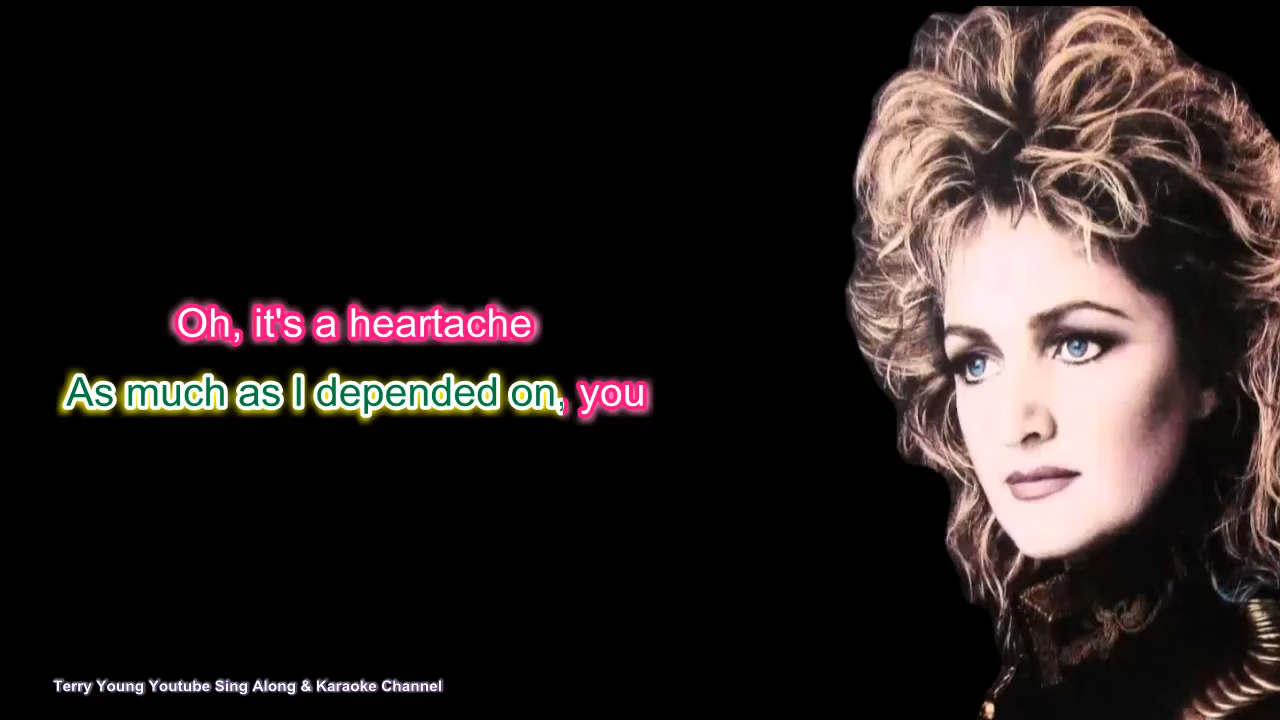 Oh, it's a heartache
As much as I depended on, you
Terry Young Youtube Sing Along & Karaoke Channel